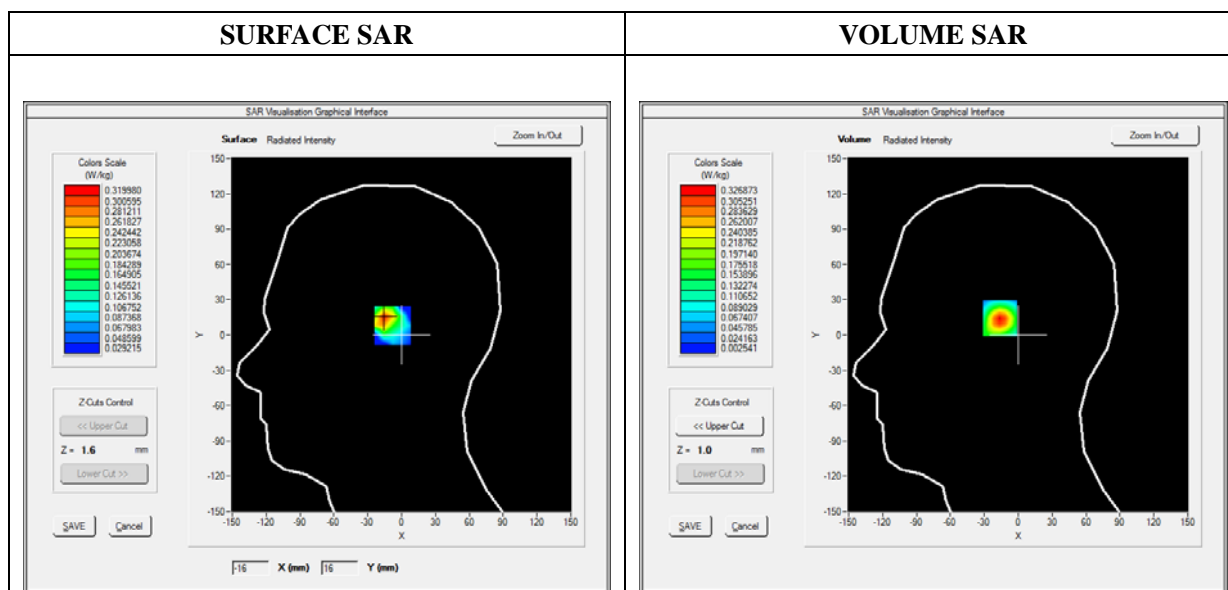 SURFACE SAR
VOLUME SAR
SAR Visualisation Graphical Interface
Surface Radiated Intensity
Zoom In/Out
Colors Scale
(W/kg)
0.319980
0.300595
0.281211
0.261827
0.242442
0.223058
0.203674
0.184289
0.164905
0.145521
0.126136
0.106752
0.087368
0.067983
0.048599
0.029215
150
120
90
60
30
0
-30
-60
-90
-120
-150
Y
-150 -120 -90 -60 -30 0 30 60 90 120 150
X
Z-Cuts Control
<< Upper Cut
Z = 1.6 mm
Lower Cut >>
SAVE Cancel
-16 X (mm) 16 Y (mm)
SAR Visualisation Graphical Interface
Volume Radiated Intensity
Zoom In/Out
Colors Scale
(W/kg)
0.326873
0.305251
0.283629
0.262007
0.240385
0.218762
0.197140
0.175518
0.153896
0.132274
0.110652
0.089029
0.067407
0.045785
0.024163
0.002541
150
120
90
60
30
0
-30
-60
-90
-120
-150
Y
-150 -120 -90 -60 -30 0 30 60 90 120 150
X
Z-Cuts Control
<< Upper Cut
Z = 1.0 mm
Lower Cut >>
SAVE Cancel